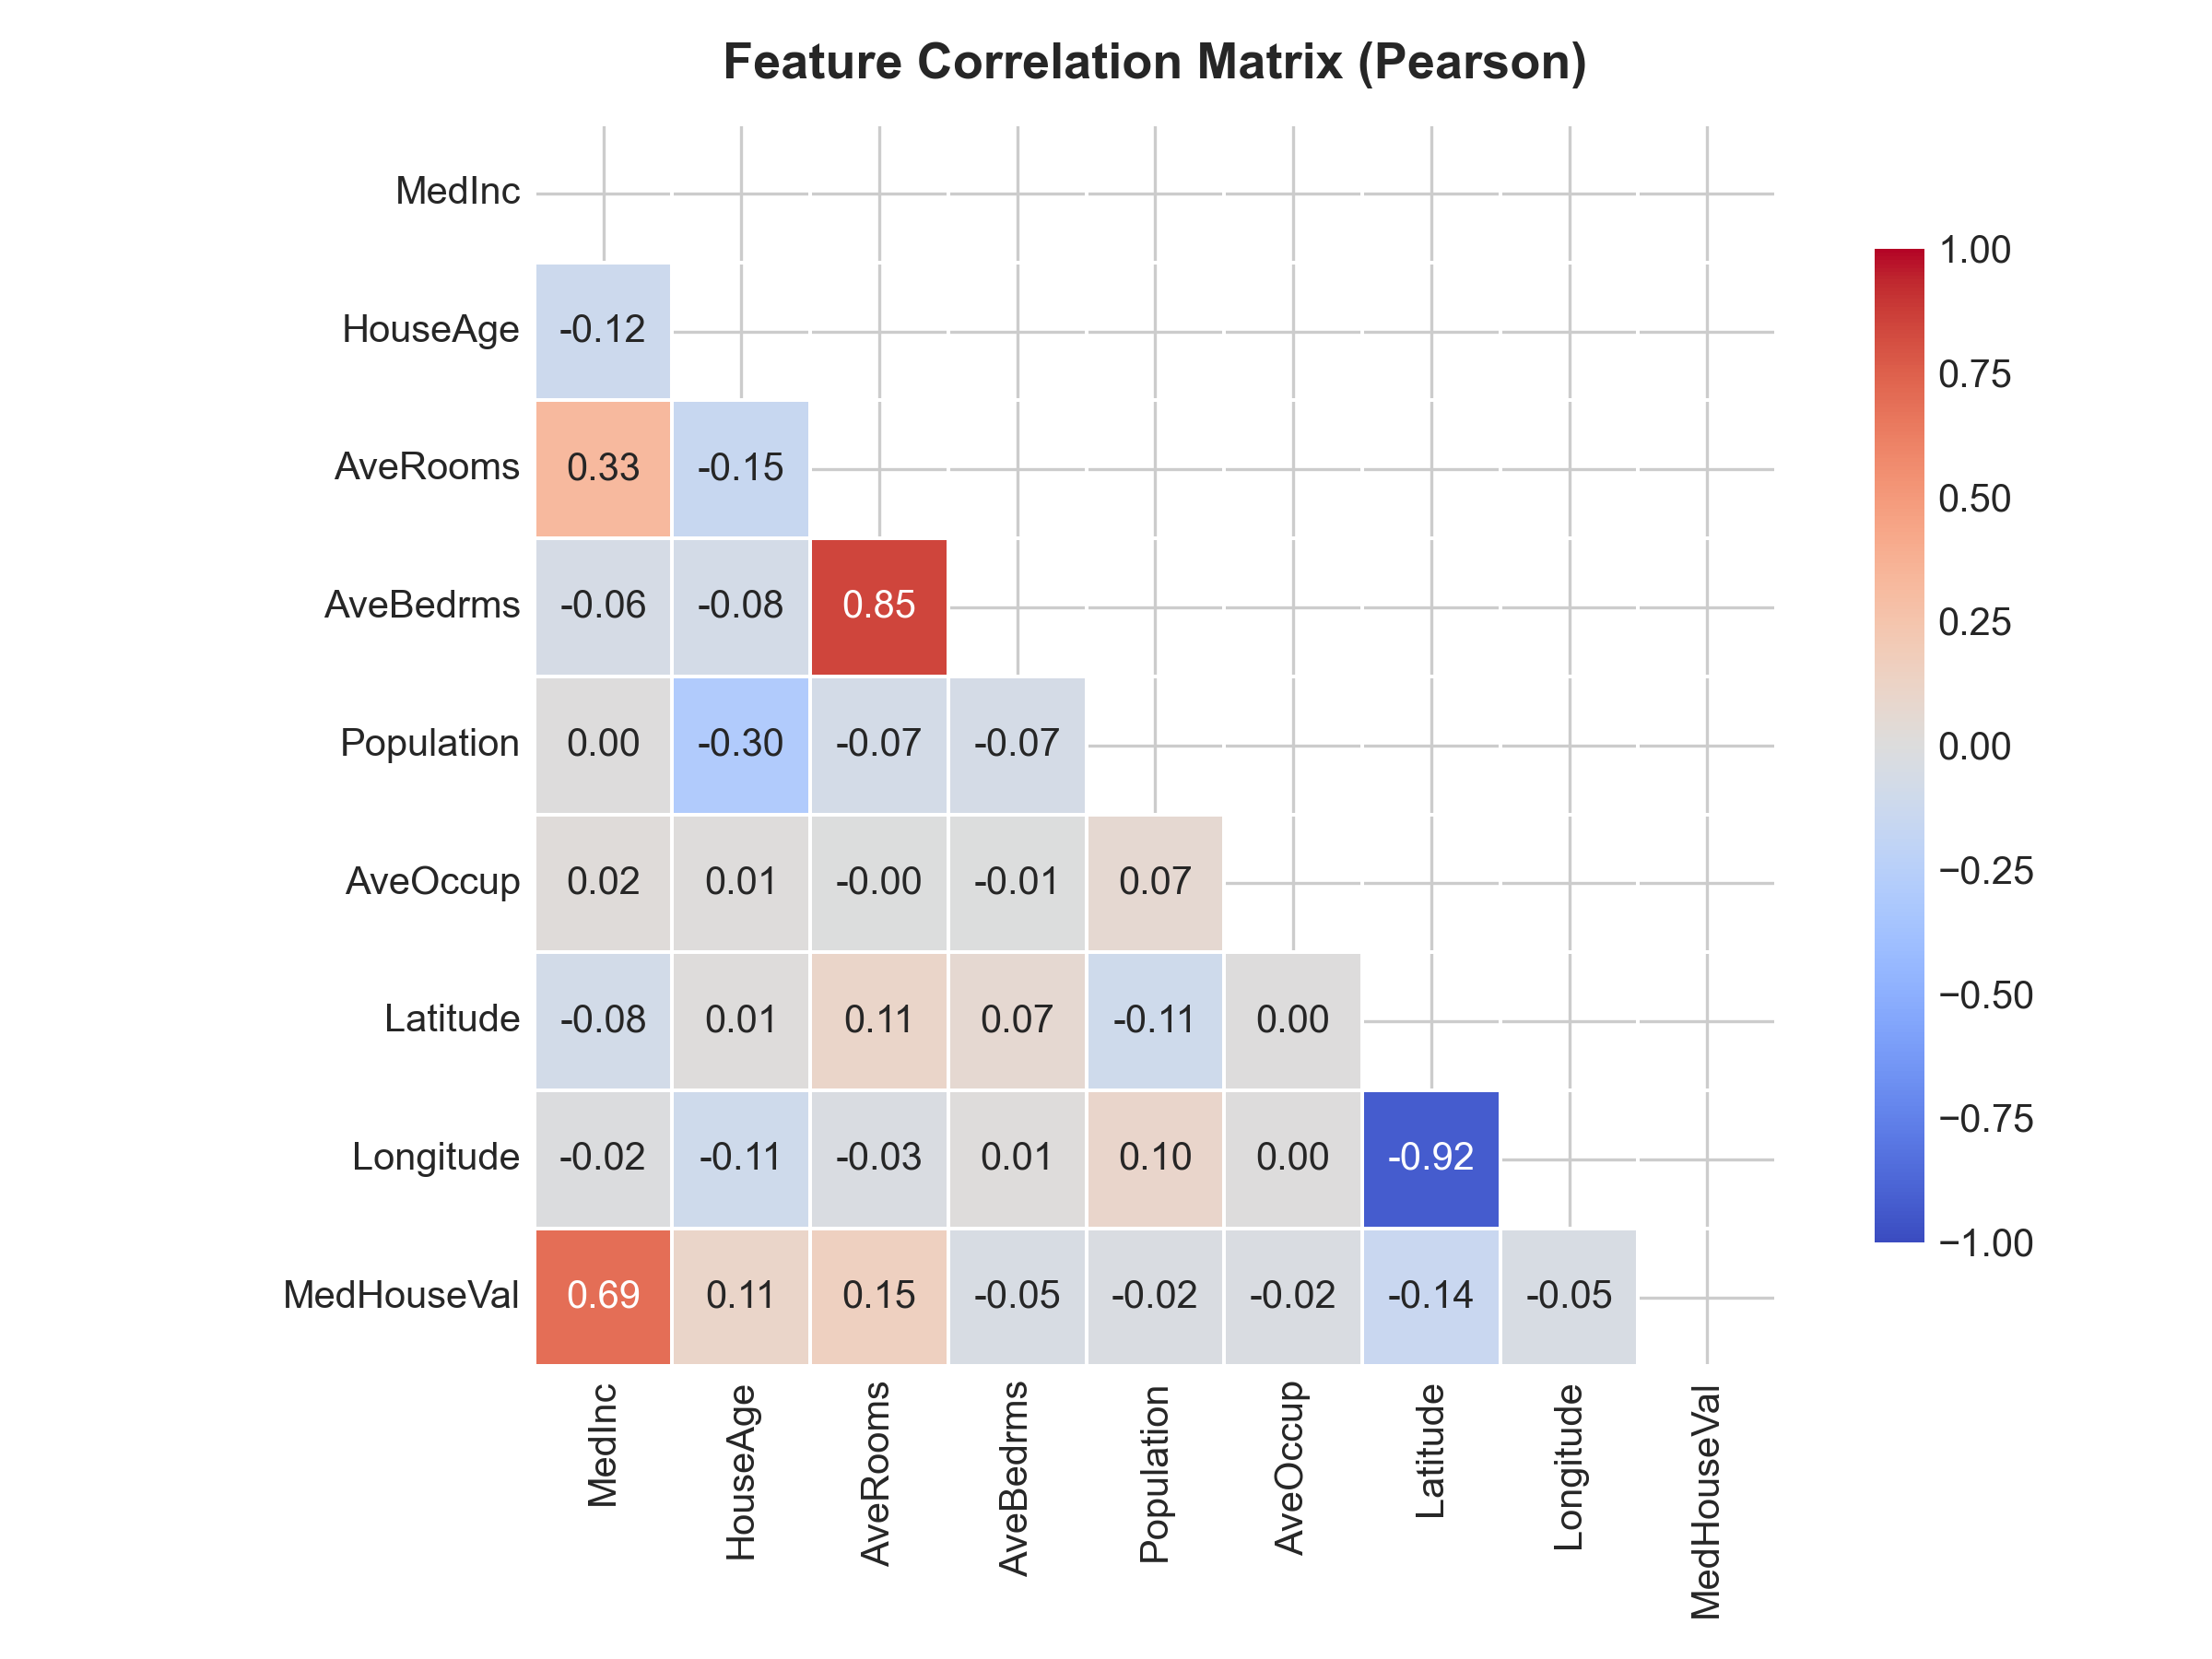 Feature Correlation Matrix (Pearson)
MedInc
HouseAge -0.12
AveRooms 0.33 -0.15
AveBedrms -0.06 -0.08 0.85
Population 0.00 -0.30 -0.07 -0.07
AveOccup 0.02 0.01 -0.00 -0.01 0.07
Latitude -0.08 0.01 0.11 0.07 -0.11 0.00
Longitude -0.02 -0.11 -0.03 0.01 0.10 0.00 -0.92
MedHouseVal 0.69 0.11 0.15 -0.05 -0.02 -0.02 -0.14 -0.05
MedInc HouseAge AveRooms AveBedrms Population AveOccup Latitude Longitude MedHouseVal
1.00
0.75
0.50
0.25
0.00
−0.25
−0.50
−0.75
−1.00